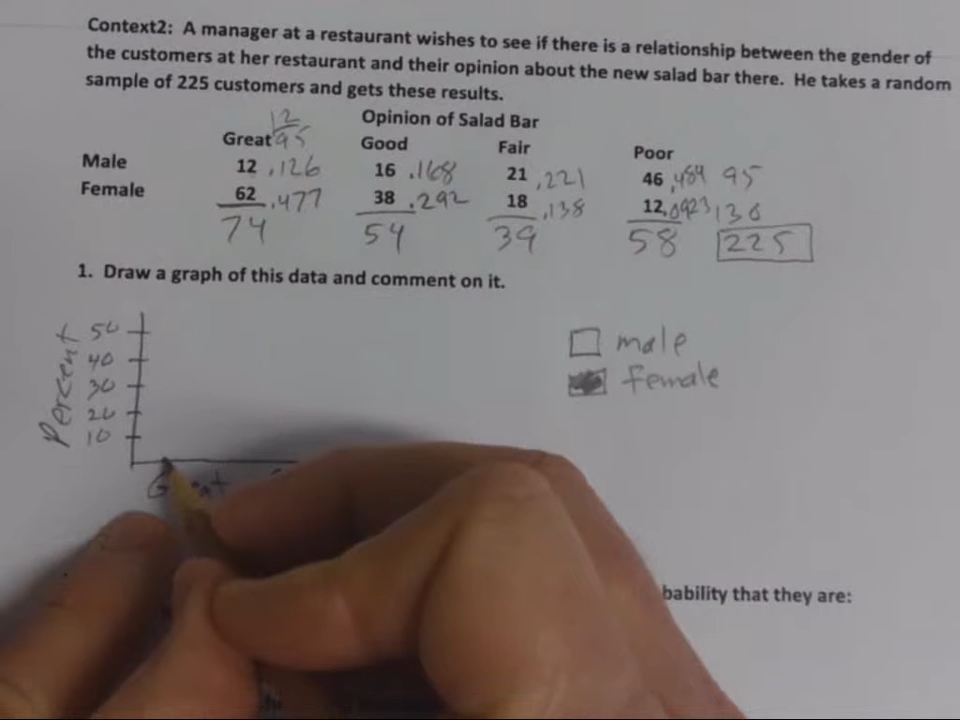 Context2: A manager at a restaurant wishes to see if there is a relationship between the gender of
the customers at her restaurant and their opinion about the new salad bar there. He takes a random
sample of 225 customers and gets these results.
Opinion of Salad Bar
12
Great 95 Good Fair Poor
Male 12 .126 16 .168 21 .221 46 .484 95
Female 62 .477 38 .292 18 .138 12 .0923 130
74 54 39 58 225
1. Draw a graph of this data and comment on it.
Percent
50
40
30
20
10
male
female
bability that they are: